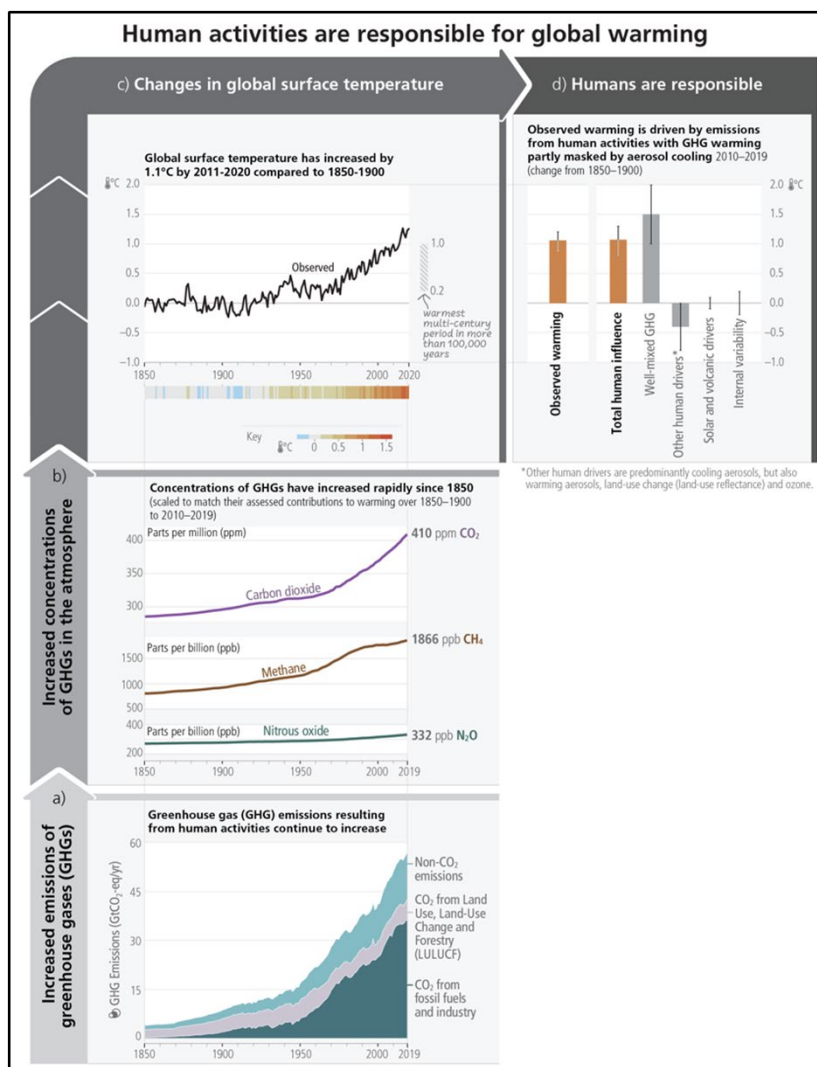 Human activities are responsible for global warming
c) Changes in global surface temperature
d) Humans are responsible
Global surface temperature has increased by
1.1°C by 2011-2020 compared to 1850-1900
°C
2.0
1.5
1.0
0.5
0.0
−0.5
−1.0
Observed
1.0
0.2
warmest
multi-century
period in more
than 100,000
years
1850
1900
1950
2000
2020
Key
°C
0
0.5
1
1.5
Observed warming is driven by emissions
from human activities with GHG warming
partly masked by aerosol cooling 2010–2019
(change from 1850–1900)
2.0 °C
1.5
1.0
0.5
0.0
−0.5
−1.0
Observed warming
Total human influence
Well-mixed GHG
Other human drivers*
Solar and volcanic drivers
Internal variability
*Other human drivers are predominantly cooling aerosols, but also
warming aerosols, land-use change (land-use reflectance) and ozone.
b)
Increased concentrations
of GHGs in the atmosphere
Concentrations of GHGs have increased rapidly since 1850
(scaled to match their assessed contributions to warming over 1850–1900
to 2010–2019)
Parts per million (ppm)
400
350
300
Carbon dioxide
410 ppm CO₂
Parts per billion (ppb)
1500
1000
500
Methane
1866 ppb CH₄
Parts per billion (ppb)
400
200
Nitrous oxide
332 ppb N₂O
1850
1900
1950
2000
2019
a)
Increased emissions of
greenhouse gases (GHGs)
Greenhouse gas (GHG) emissions resulting
from human activities continue to increase
GHG Emissions (GtCO₂-eq/yr)
60
45
30
15
0
Non-CO₂
emissions
CO₂ from Land
Use, Land-Use
Change and
Forestry
(LULUCF)
CO₂ from
fossil fuels
and industry
1850
1900
1950
2000
2019